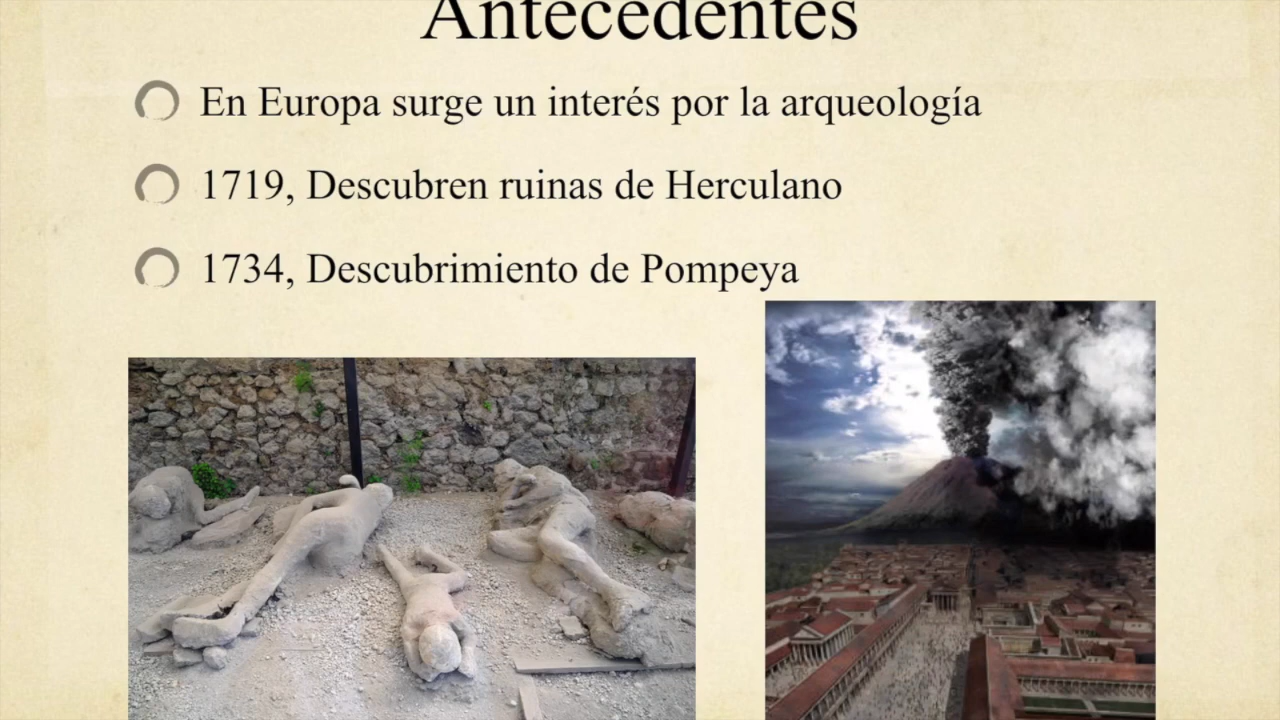 Antecedentes
En Europa surge un interés por la arqueología
1719, Descubren ruinas de Herculano
1734, Descubrimiento de Pompeya